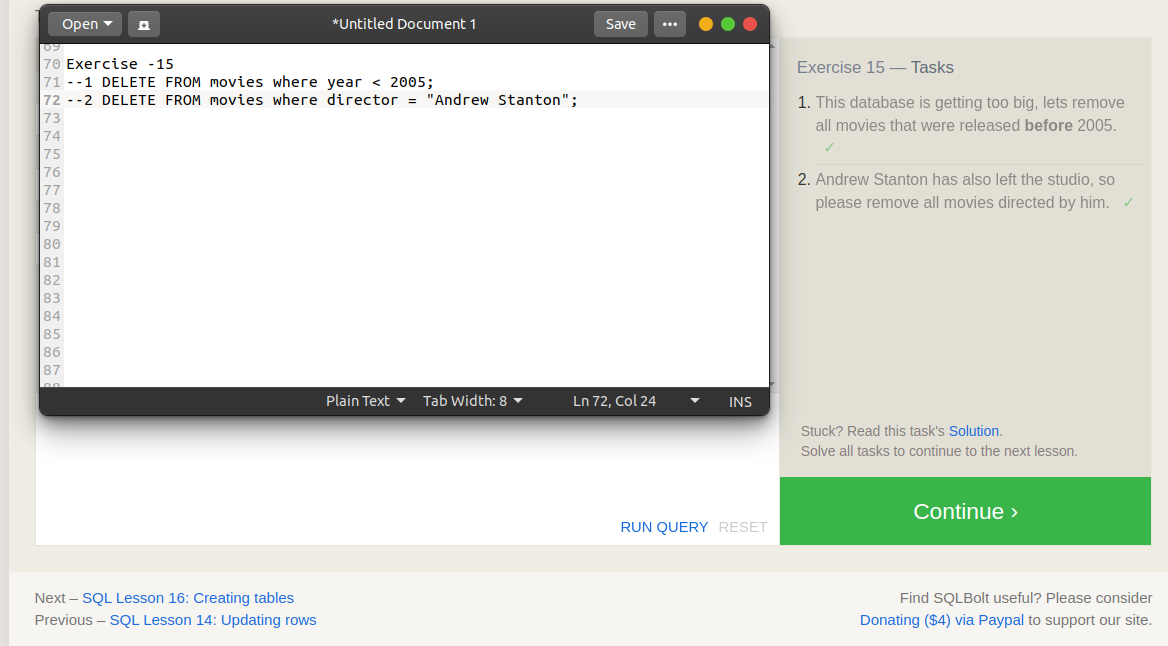 Open
*Untitled Document 1
Save
69
70 Exercise -15
71 --1 DELETE FROM movies where year < 2005;
72 --2 DELETE FROM movies where director = "Andrew Stanton";
73
74
75
76
77
78
79
80
81
82
83
84
85
86
87
88
Plain Text
Tab Width: 8
Ln 72, Col 24
INS
Exercise 15 — Tasks
1. This database is getting too big, lets remove
all movies that were released before 2005.
✓
2. Andrew Stanton has also left the studio, so
please remove all movies directed by him. ✓
Stuck? Read this task's Solution.
Solve all tasks to continue to the next lesson.
RUN QUERY RESET
Continue ›
Next – SQL Lesson 16: Creating tables
Previous – SQL Lesson 14: Updating rows
Find SQLBolt useful? Please consider
Donating ($4) via Paypal to support our site.